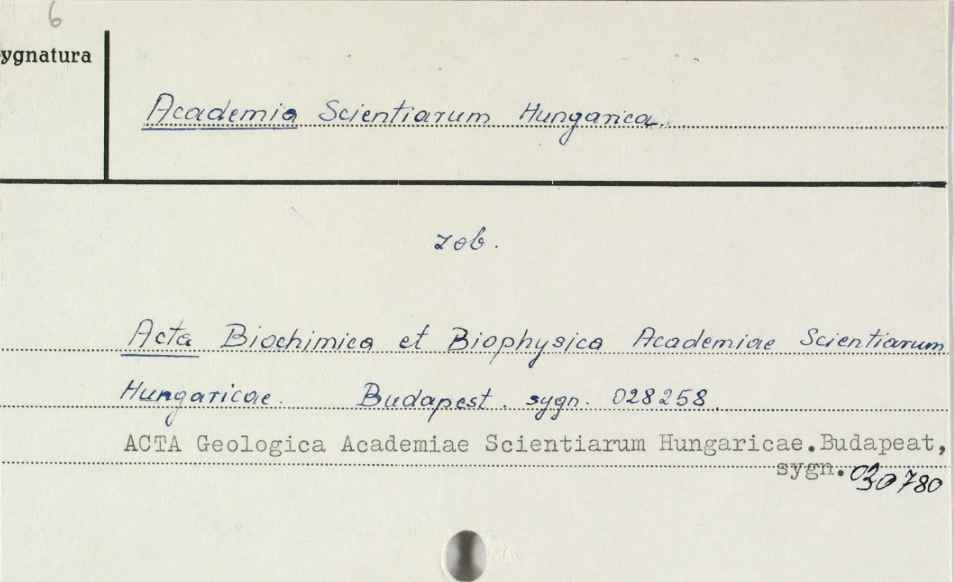 6
ygnatura
Academia Scientiarum Hungarica
zob.
Acta Biochimica et Biophysica Academiae Scientiarum
Hungaricae. Budapest. sygn. 028258.
ACTA Geologica Academiae Scientiarum Hungaricae.Budapeat,
sygn. 030780